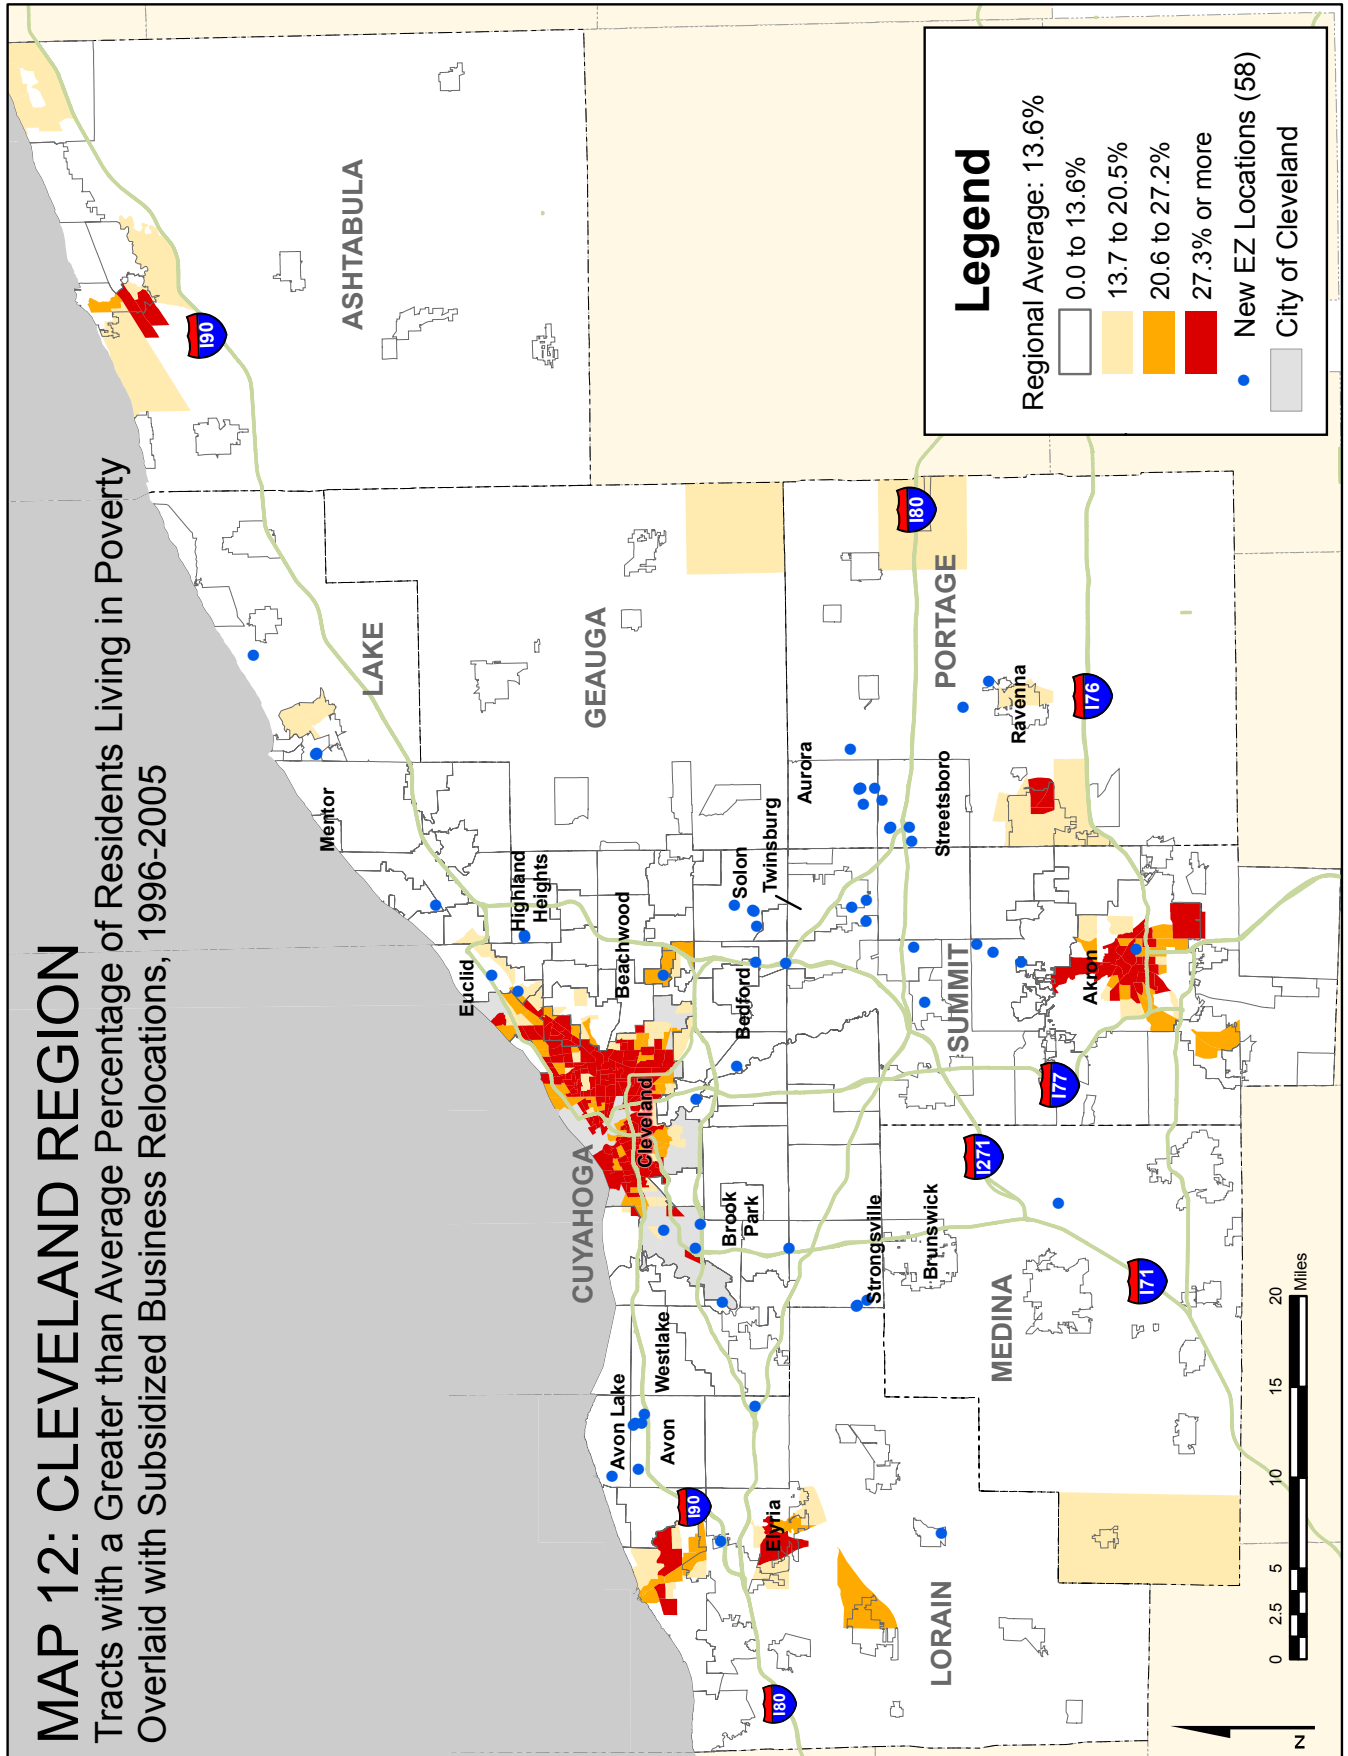 MAP 12: CLEVELAND REGION
Tracts with a Greater than Average Percentage of Residents Living in Poverty
Overlaid with Subsidized Business Relocations, 1996-2005
ASHTABULA
I90
LAKE
Mentor
GEAUGA
Euclid
Highland
Heights
Beachwood
Solon
Twinsburg
Aurora
Bedford
CUYAHOGA
Cleveland
Brook
Park
Strongsville
Brunswick
Westlake
Avon Lake
Avon
I90
Elyria
LORAIN
I80
MEDINA
I71
I271
I77
SUMMIT
Akron
Streetsboro
PORTAGE
I80
Ravenna
I76
Legend
Regional Average: 13.6%
0.0 to 13.6%
13.7 to 20.5%
20.6 to 27.2%
27.3% or more
New EZ Locations (58)
City of Cleveland
0 2.5 5 10 15 20
Miles
N